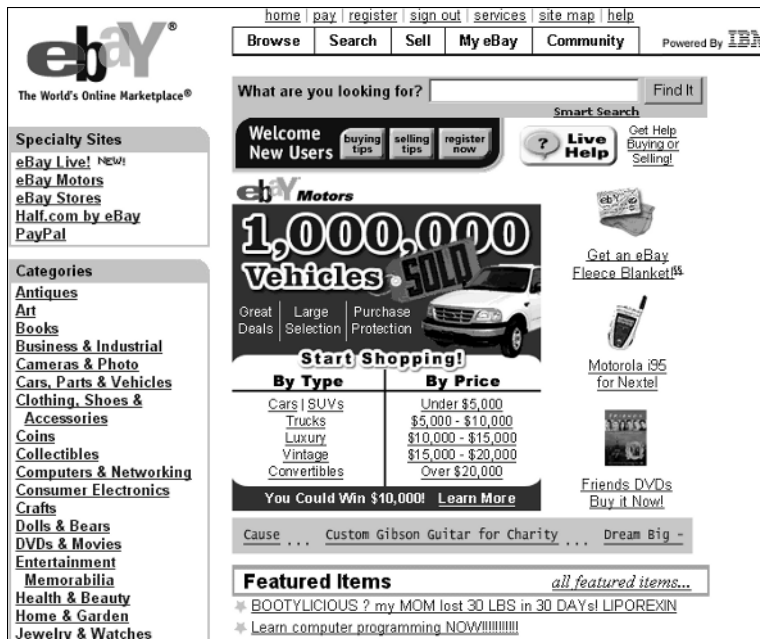 home | pay | register | sign out | services | site map | help
ebaY®
Browse Search Sell My eBay Community Powered By IBM
The World's Online Marketplace®
What are you looking for? Find It
Smart Search
Welcome New Users
buying tips
selling tips
register now
? Live Help
Get Help
Buying or
Selling!
Specialty Sites
eBay Live! NEW!
eBay Motors
eBay Stores
Half.com by eBay
PayPal
Categories
Antiques
Art
Books
Business & Industrial
Cameras & Photo
Cars, Parts & Vehicles
Clothing, Shoes &
Accessories
Coins
Collectibles
Computers & Networking
Consumer Electronics
Crafts
Dolls & Bears
DVDs & Movies
Entertainment
Memorabilia
Health & Beauty
Home & Garden
Jewelry & Watches
ebaY Motors
1,000,000
Vehicles SOLD
Great Deals
Large Selection
Purchase Protection
Start Shopping!
By Type By Price
Cars | SUVs Under $5,000
Trucks $5,000 - $10,000
Luxury $10,000 - $15,000
Vintage $15,000 - $20,000
Convertibles Over $20,000
You Could Win $10,000! Learn More
ebY
Get an eBay
Fleece Blanket!§§
Motorola i95
for Nextel
Friends DVDs
Buy it Now!
Cause ... Custom Gibson Guitar for Charity ... Dream Big -
Featured Items all featured items...
BOOTYLICIOUS ? my MOM lost 30 LBS in 30 DAYs! LIPOREXIN
Learn computer programming NOW!!!!!!!!!!!